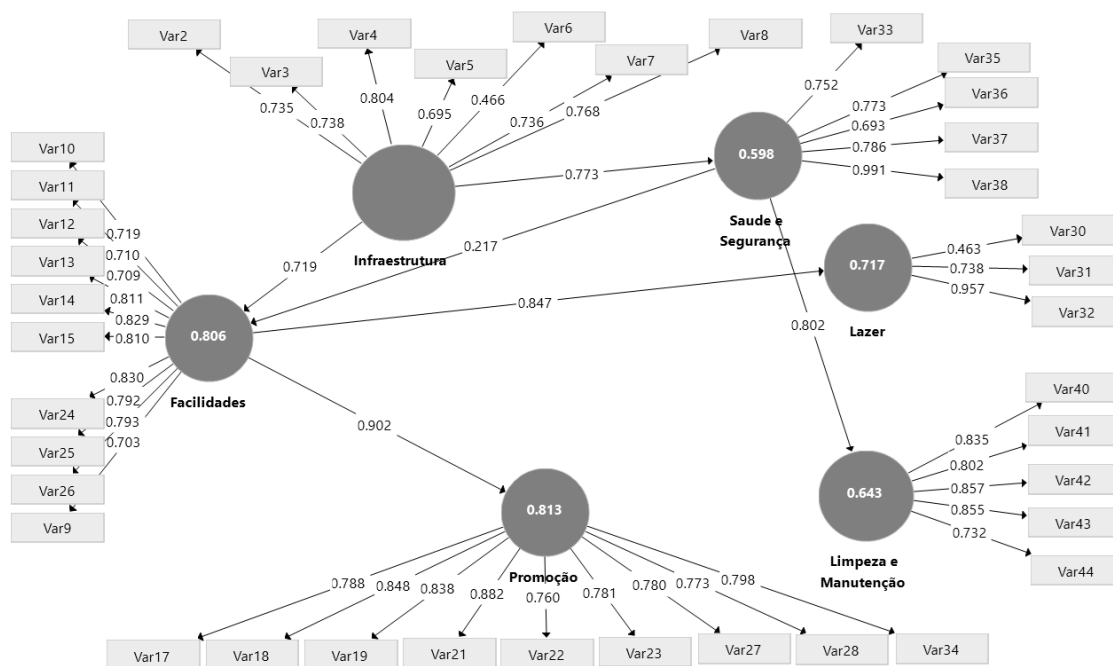 Var2
Var4
Var6
Var8
Var33
Var3
Var5
Var7
Var35
Var36
Var37
Var38
0.735
0.738
0.804
0.695
0.466
0.736
0.768
0.752
0.773
0.693
0.786
0.991
0.598
Saude e
Segurança
Infraestrutura
0.773
0.217
0.719
Var10
Var11
Var12
Var13
Var14
Var15
Var24
Var25
Var26
Var9
0.719
0.710
0.709
0.811
0.829
0.810
0.830
0.792
0.793
0.703
0.806
Facilidades
0.847
0.717
Lazer
0.463
0.738
0.957
Var30
Var31
Var32
0.802
0.902
0.643
Limpeza e
Manutenção
0.835
0.802
0.857
0.855
0.732
Var40
Var41
Var42
Var43
Var44
0.813
Promoção
0.788
0.848
0.838
0.882
0.760
0.781
0.780
0.773
0.798
Var17
Var18
Var19
Var21
Var22
Var23
Var27
Var28
Var34